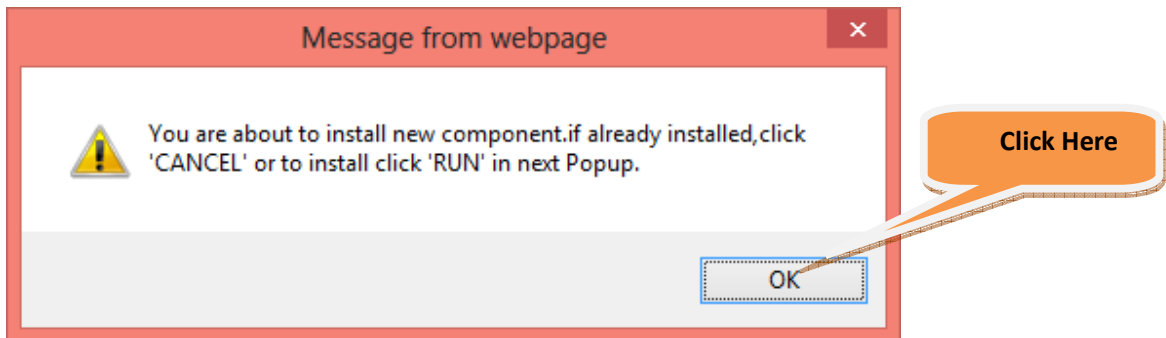 Message from webpage
You are about to install new component.if already installed,click
'CANCEL' or to install click 'RUN' in next Popup.
Click Here
OK